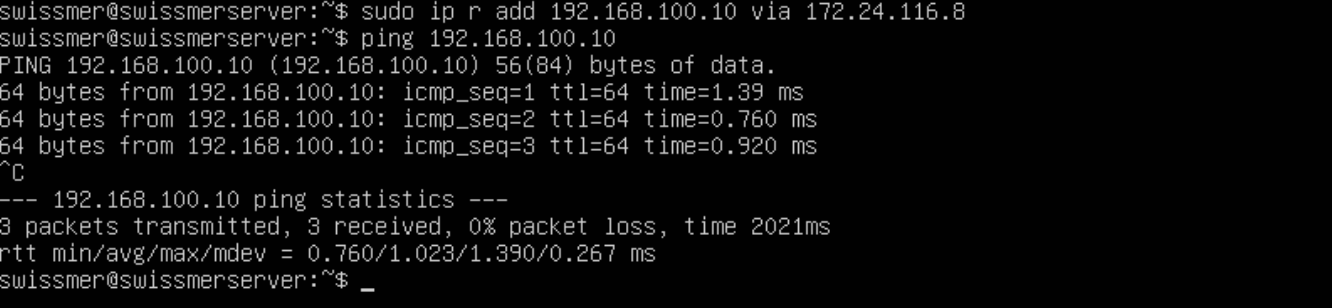 swissmer@swissmerserver:~$ sudo ip r add 192.168.100.10 via 172.24.116.8
swissmer@swissmerserver:~$ ping 192.168.100.10
PING 192.168.100.10 (192.168.100.10) 56(84) bytes of data.
64 bytes from 192.168.100.10: icmp_seq=1 ttl=64 time=1.39 ms
64 bytes from 192.168.100.10: icmp_seq=2 ttl=64 time=0.760 ms
64 bytes from 192.168.100.10: icmp_seq=3 ttl=64 time=0.920 ms
^C
--- 192.168.100.10 ping statistics ---
3 packets transmitted, 3 received, 0% packet loss, time 2021ms
rtt min/avg/max/mdev = 0.760/1.023/1.390/0.267 ms
swissmer@swissmerserver:~$ _